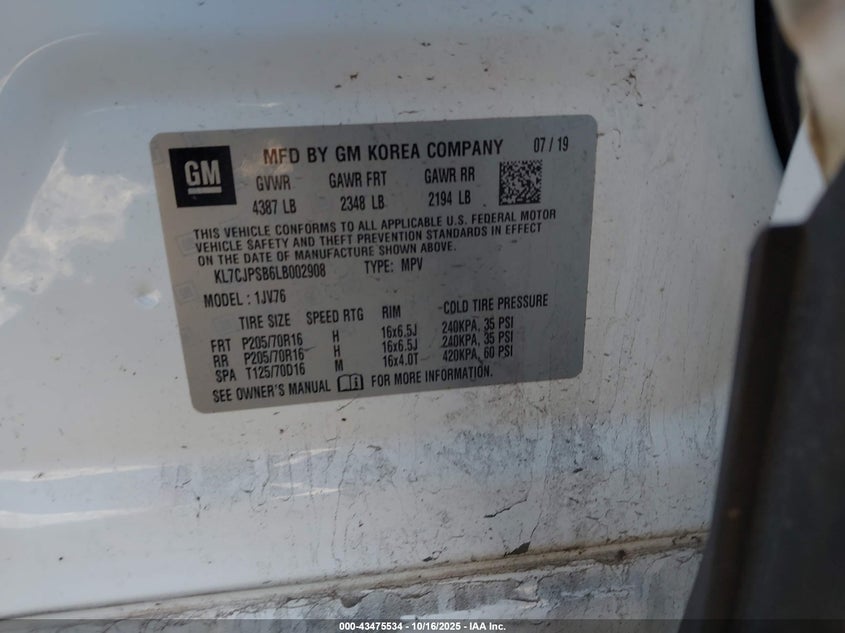 GM
MFD BY GM KOREA COMPANY 07/19
GVWR GAWR FRT GAWR RR
4387 LB 2348 LB 2194 LB
THIS VEHICLE CONFORMS TO ALL APPLICABLE U.S. FEDERAL MOTOR
VEHICLE SAFETY AND THEFT PREVENTION STANDARDS IN EFFECT
ON THE DATE OF MANUFACTURE SHOWN ABOVE.
KL7CJPSB6LB002908 TYPE: MPV
MODEL : 1JV76
TIRE SIZE SPEED RTG RIM COLD TIRE PRESSURE
FRT P205/70R16 H 16x6.5J 240KPA, 35 PSI
RR P205/70R16 H 16x6.5J 240KPA, 35 PSI
SPA T125/70D16 M 16x4.0T 420KPA, 60 PSI
SEE OWNER'S MANUAL FOR MORE INFORMATION.
000-43475534 - 10/16/2025 - IAA Inc.